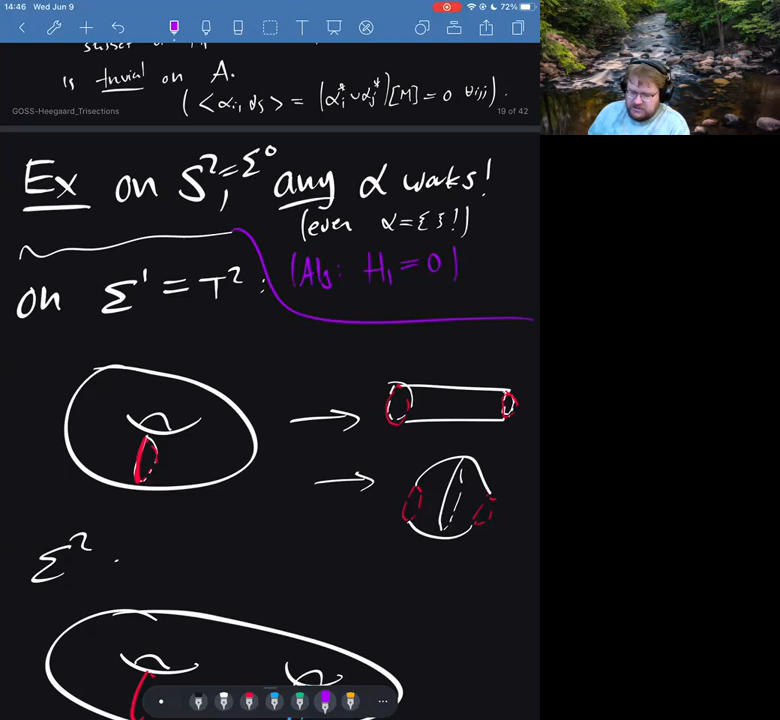 14:46 Wed Jun 9
72%
is trivial on A.
(<αi, αj> = (αi* ∪ αj*)[M] = 0 ∀i,j).
GOSS-Heegaard_Trisections
19 of 42
Ex on S², = Σ⁰ any α works!
(even α = { }!)
(Alg: H₁ = 0)
on Σ¹ = T² :
Σ² .